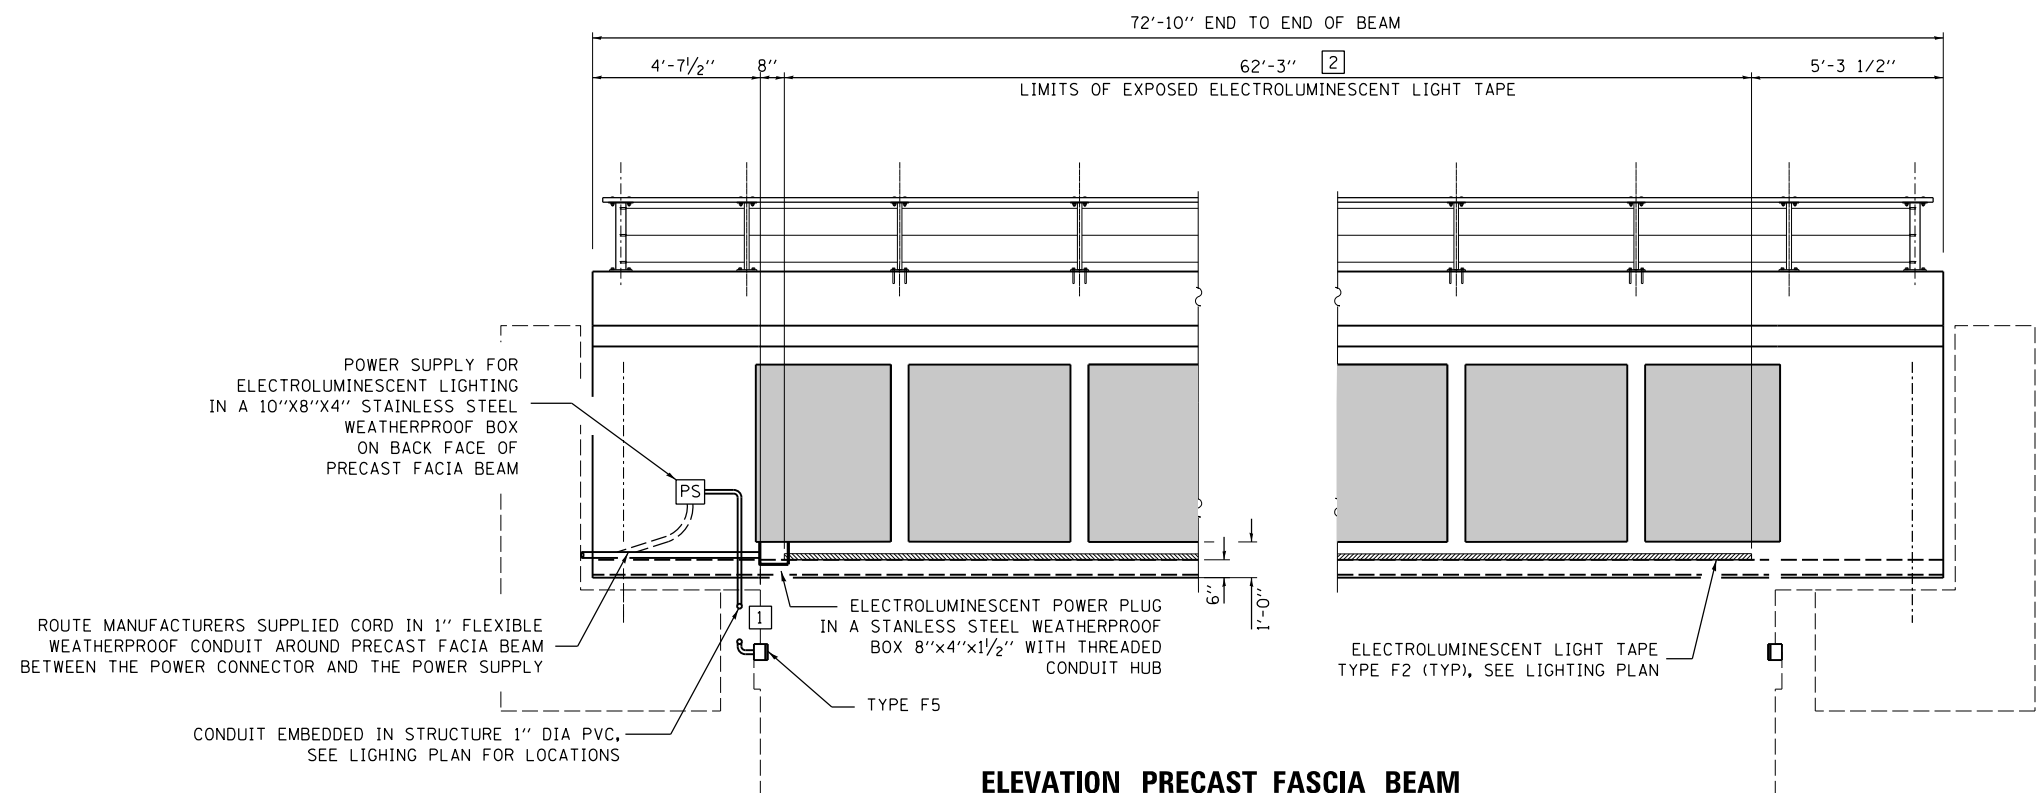 72'-10" END TO END OF BEAM
4'-7 1/2" 8" 62'-3" 2 5'-3 1/2"
LIMITS OF EXPOSED ELECTROLUMINESCENT LIGHT TAPE
POWER SUPPLY FOR
ELECTROLUMINESCENT LIGHTING
IN A 10"X8"X4" STAINLESS STEEL
WEATHERPROOF BOX
ON BACK FACE OF
PRECAST FACIA BEAM
PS
6"
1'-0"
1
ROUTE MANUFACTURERS SUPPLIED CORD IN 1" FLEXIBLE
WEATHERPROOF CONDUIT AROUND PRECAST FACIA BEAM
BETWEEN THE POWER CONNECTOR AND THE POWER SUPPLY
ELECTROLUMINESCENT POWER PLUG
IN A STANLESS STEEL WEATHERPROOF
BOX 8"x4"x1 1/2" WITH THREADED
CONDUIT HUB
ELECTROLUMINESCENT LIGHT TAPE
TYPE F2 (TYP), SEE LIGHTING PLAN
TYPE F5
CONDUIT EMBEDDED IN STRUCTURE 1" DIA PVC,
SEE LIGHING PLAN FOR LOCATIONS
ELEVATION PRECAST FASCIA BEAM